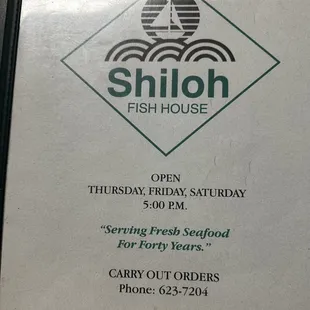 Shiloh
FISH HOUSE
OPEN
THURSDAY, FRIDAY, SATURDAY
5:00 P.M.
“Serving Fresh Seafood
For Forty Years.”
CARRY OUT ORDERS
Phone: 623-7204